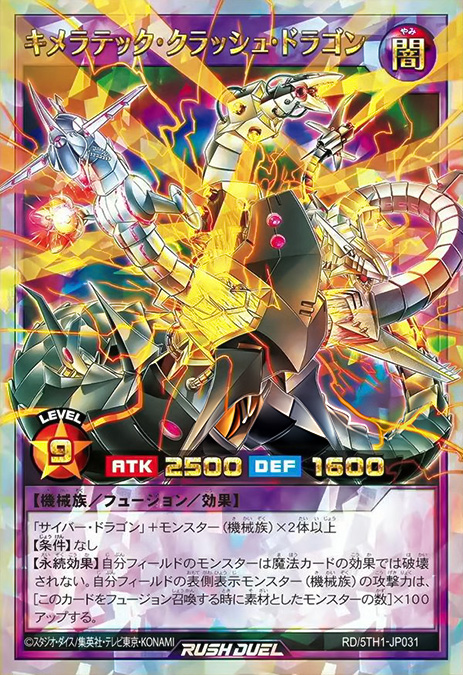 キメラテック・クラッシュ・ドラゴン
やみ
闇
LEVEL
9
ATK 2500 DEF 1600
【機械族/フュージョン/効果】
「サイバー・ドラゴン」+モンスター(機械族)×2体以上
【条件】なし
【永続効果】自分フィールドのモンスターは魔法カードの効果では破壊
されない。自分フィールドの表側表示モンスター(機械族)の攻撃力は、
[このカードをフュージョン召喚する時に素材としたモンスターの数]×100
アップする。
©スタジオ・ダイス/集英社・テレビ東京・KONAMI
RD/5TH1-JP031
RUSH DUEL